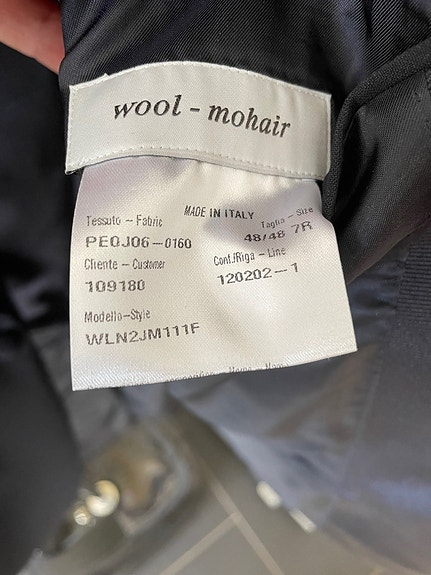 wool - mohair
MADE IN ITALY
Tessuto - Fabric
Taglia - Size
PE0J06-0160
48/48 7R
Cliente - Customer
Conf./Riga - Line
109180
120202-1
Modello-Style
WLN2JM111F